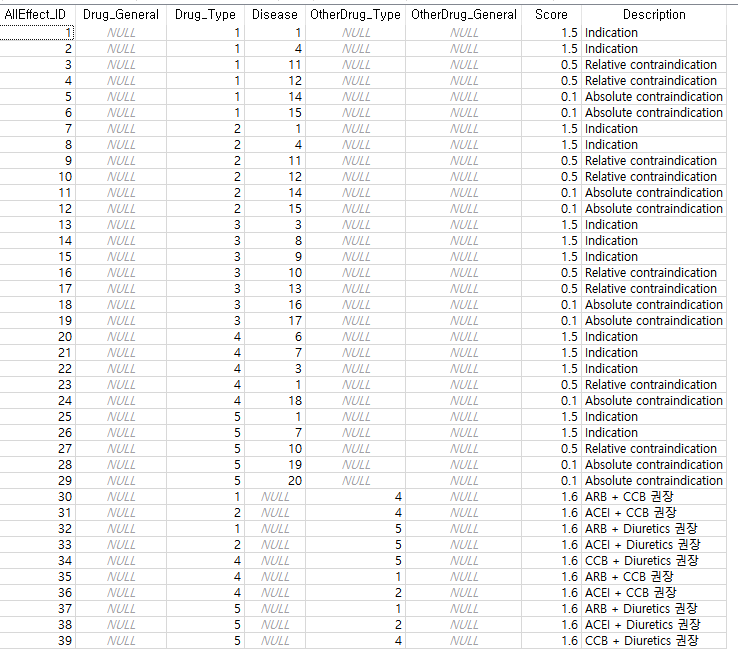 AllEffect_ID Drug_General Drug_Type Disease OtherDrug_Type OtherDrug_General Score Description
1 NULL 1 1 NULL NULL 1.5 Indication
2 NULL 1 4 NULL NULL 1.5 Indication
3 NULL 1 11 NULL NULL 0.5 Relative contraindication
4 NULL 1 12 NULL NULL 0.5 Relative contraindication
5 NULL 1 14 NULL NULL 0.1 Absolute contraindication
6 NULL 1 15 NULL NULL 0.1 Absolute contraindication
7 NULL 2 1 NULL NULL 1.5 Indication
8 NULL 2 4 NULL NULL 1.5 Indication
9 NULL 2 11 NULL NULL 0.5 Relative contraindication
10 NULL 2 12 NULL NULL 0.5 Relative contraindication
11 NULL 2 14 NULL NULL 0.1 Absolute contraindication
12 NULL 2 15 NULL NULL 0.1 Absolute contraindication
13 NULL 3 3 NULL NULL 1.5 Indication
14 NULL 3 8 NULL NULL 1.5 Indication
15 NULL 3 9 NULL NULL 1.5 Indication
16 NULL 3 10 NULL NULL 0.5 Relative contraindication
17 NULL 3 13 NULL NULL 0.5 Relative contraindication
18 NULL 3 16 NULL NULL 0.1 Absolute contraindication
19 NULL 3 17 NULL NULL 0.1 Absolute contraindication
20 NULL 4 6 NULL NULL 1.5 Indication
21 NULL 4 7 NULL NULL 1.5 Indication
22 NULL 4 3 NULL NULL 1.5 Indication
23 NULL 4 1 NULL NULL 0.5 Relative contraindication
24 NULL 4 18 NULL NULL 0.1 Absolute contraindication
25 NULL 5 1 NULL NULL 1.5 Indication
26 NULL 5 7 NULL NULL 1.5 Indication
27 NULL 5 10 NULL NULL 0.5 Relative contraindication
28 NULL 5 19 NULL NULL 0.1 Absolute contraindication
29 NULL 5 20 NULL NULL 0.1 Absolute contraindication
30 NULL 1 NULL 4 NULL 1.6 ARB + CCB 권장
31 NULL 2 NULL 4 NULL 1.6 ACEI + CCB 권장
32 NULL 1 NULL 5 NULL 1.6 ARB + Diuretics 권장
33 NULL 2 NULL 5 NULL 1.6 ACEI + Diuretics 권장
34 NULL 4 NULL 5 NULL 1.6 CCB + Diuretics 권장
35 NULL 4 NULL 1 NULL 1.6 ARB + CCB 권장
36 NULL 4 NULL 2 NULL 1.6 ACEI + CCB 권장
37 NULL 5 NULL 1 NULL 1.6 ARB + Diuretics 권장
38 NULL 5 NULL 2 NULL 1.6 ACEI + Diuretics 권장
39 NULL 5 NULL 4 NULL 1.6 CCB + Diuretics 권장